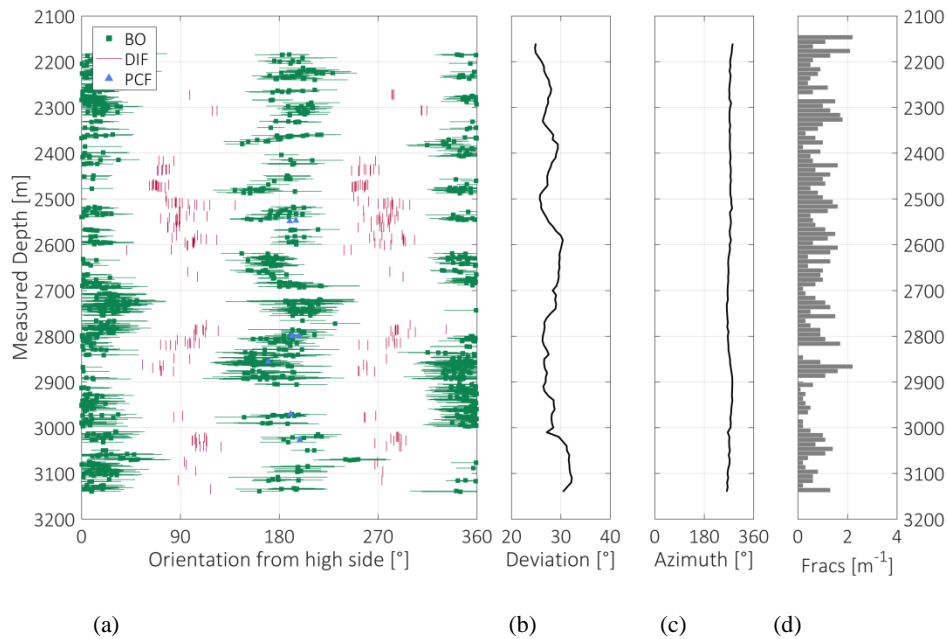 2100
2200
2300
2400
2500
2600
2700
2800
2900
3000
3100
3200
Measured Depth [m]
BO
DIF
PCF
0 90 180 270 360
Orientation from high side [°]
20 30 40
Deviation [°]
0 180 360
Azimuth [°]
0 2 4
Fracs [m⁻¹]
2100
2200
2300
2400
2500
2600
2700
2800
2900
3000
3100
3200
(a) (b) (c) (d)